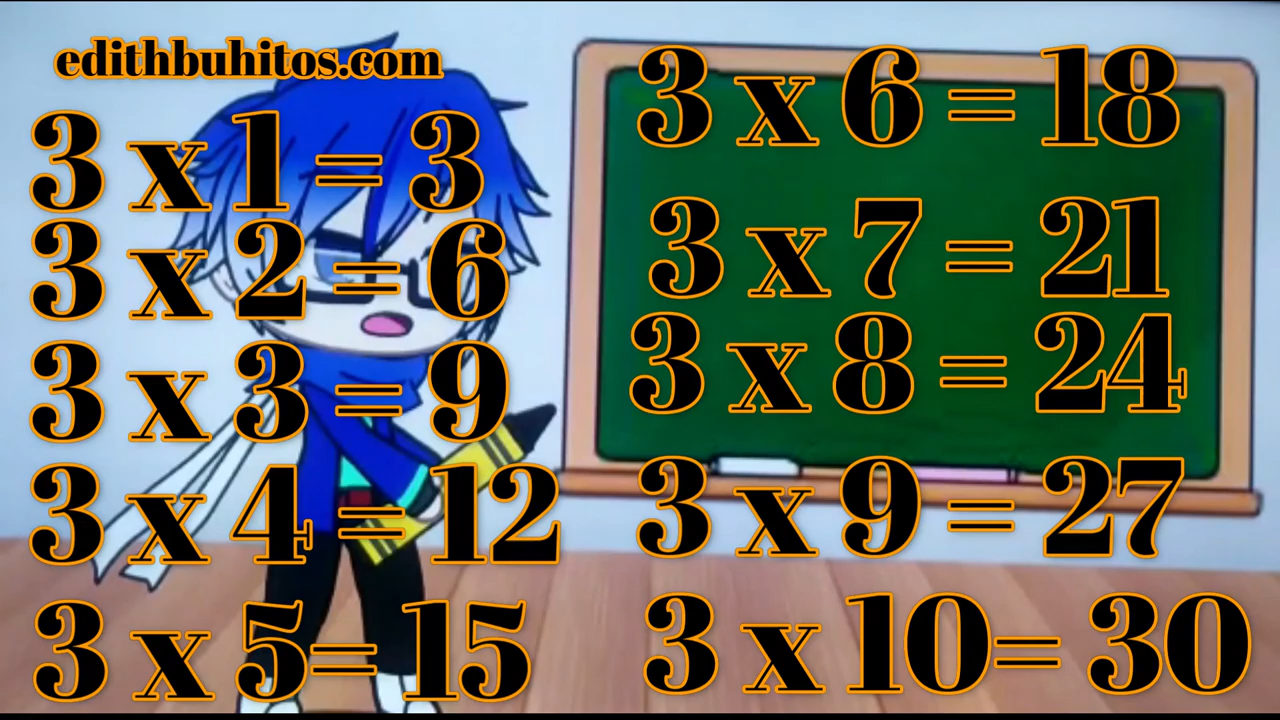 edithbuhitos.com
3 x 1 = 3
3 x 2 = 6
3 x 3 = 9
3 x 4 = 12
3 x 5= 15
3 x 6 = 18
3 x 7 = 21
3 x 8 = 24
3 x 9 = 27
3 x 10= 30